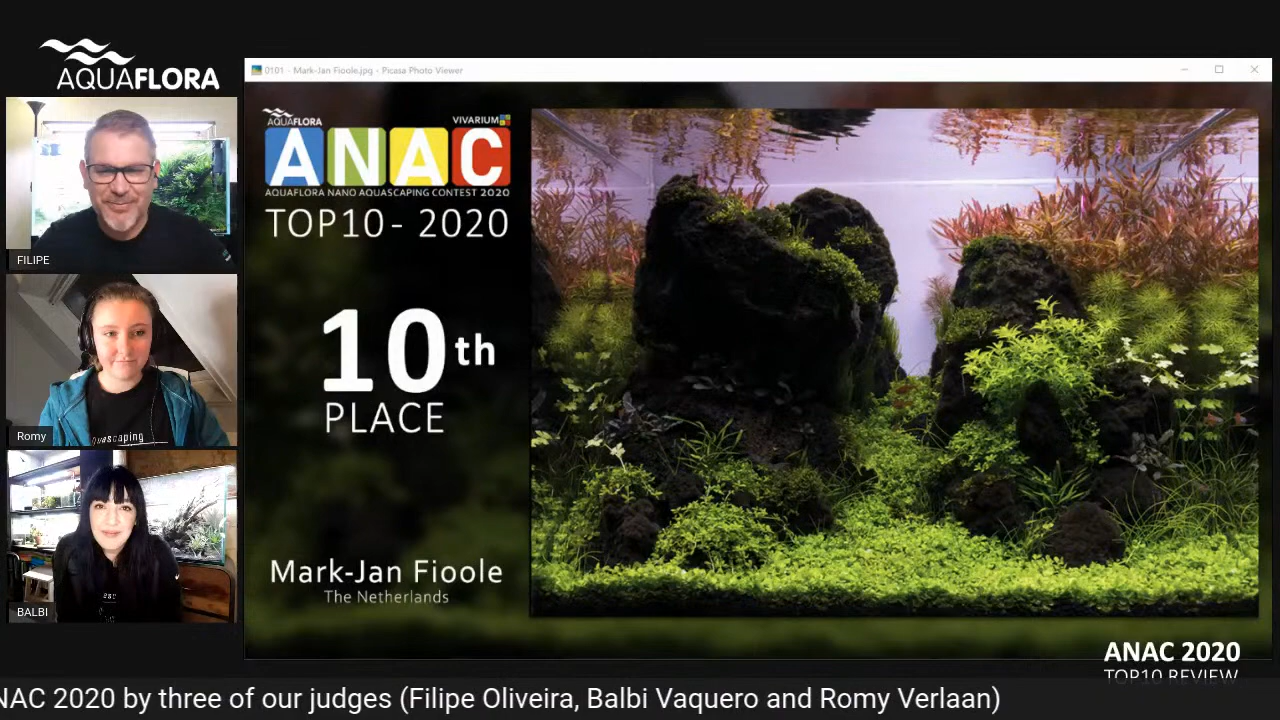 AQUAFLORA
0101 - Mark-Jan Fioole.jpg - Picasa Photo Viewer
AQUAFLORA
VIVARIUM
ANAC
AQUAFLORA NANO AQUASCAPING CONTEST 2020
TOP10 - 2020
10th
PLACE
Mark-Jan Fioole
The Netherlands
FILIPE
Romy
BALBI
ANAC 2020
TOP10 REVIEW
NAC 2020 by three of our judges (Filipe Oliveira, Balbi Vaquero and Romy Verlaan)